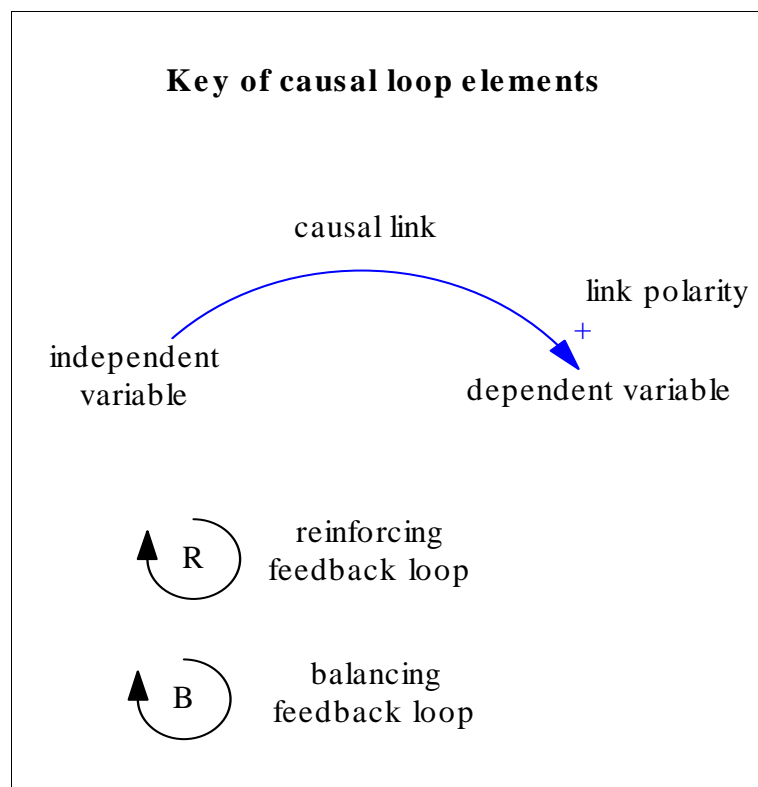 Key of causal loop elements
causal link
link polarity
+
independent
variable
dependent variable
R
reinforcing
feedback loop
B
balancing
feedback loop